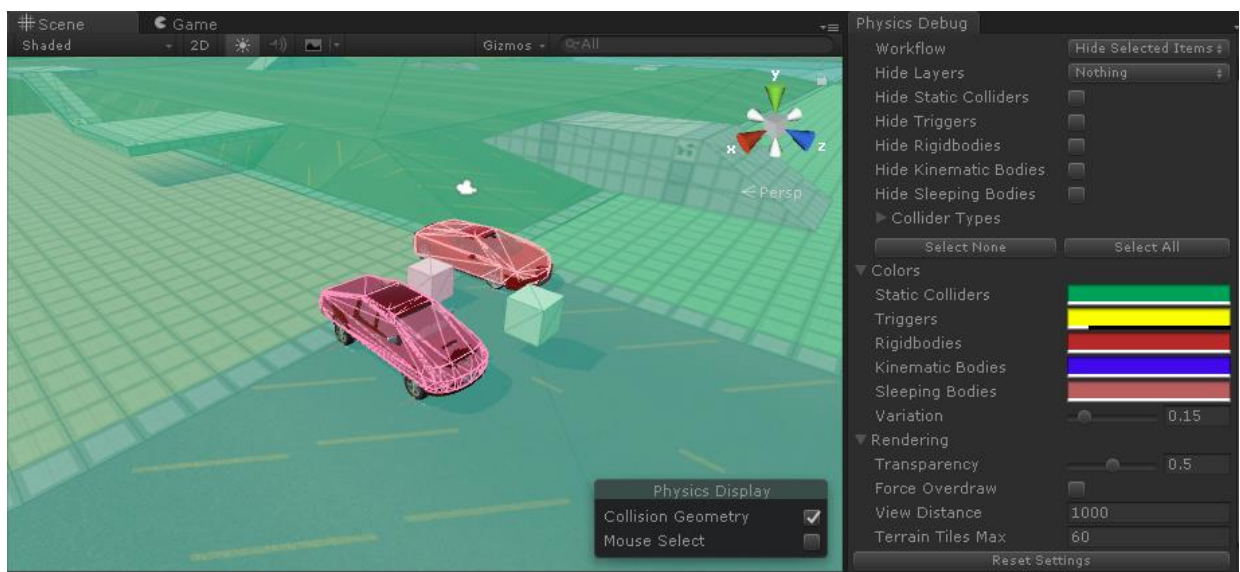 Scene Game
Shaded 2D Gizmos All
y
x z
Persp
Physics Display
Collision Geometry
Mouse Select
Physics Debug
Workflow Hide Selected Items
Hide Layers Nothing
Hide Static Colliders
Hide Triggers
Hide Rigidbodies
Hide Kinematic Bodies
Hide Sleeping Bodies
Collider Types
Select None Select All
Colors
Static Colliders
Triggers
Rigidbodies
Kinematic Bodies
Sleeping Bodies
Variation 0.15
Rendering
Transparency 0.5
Force Overdraw
View Distance 1000
Terrain Tiles Max 60
Reset Settings